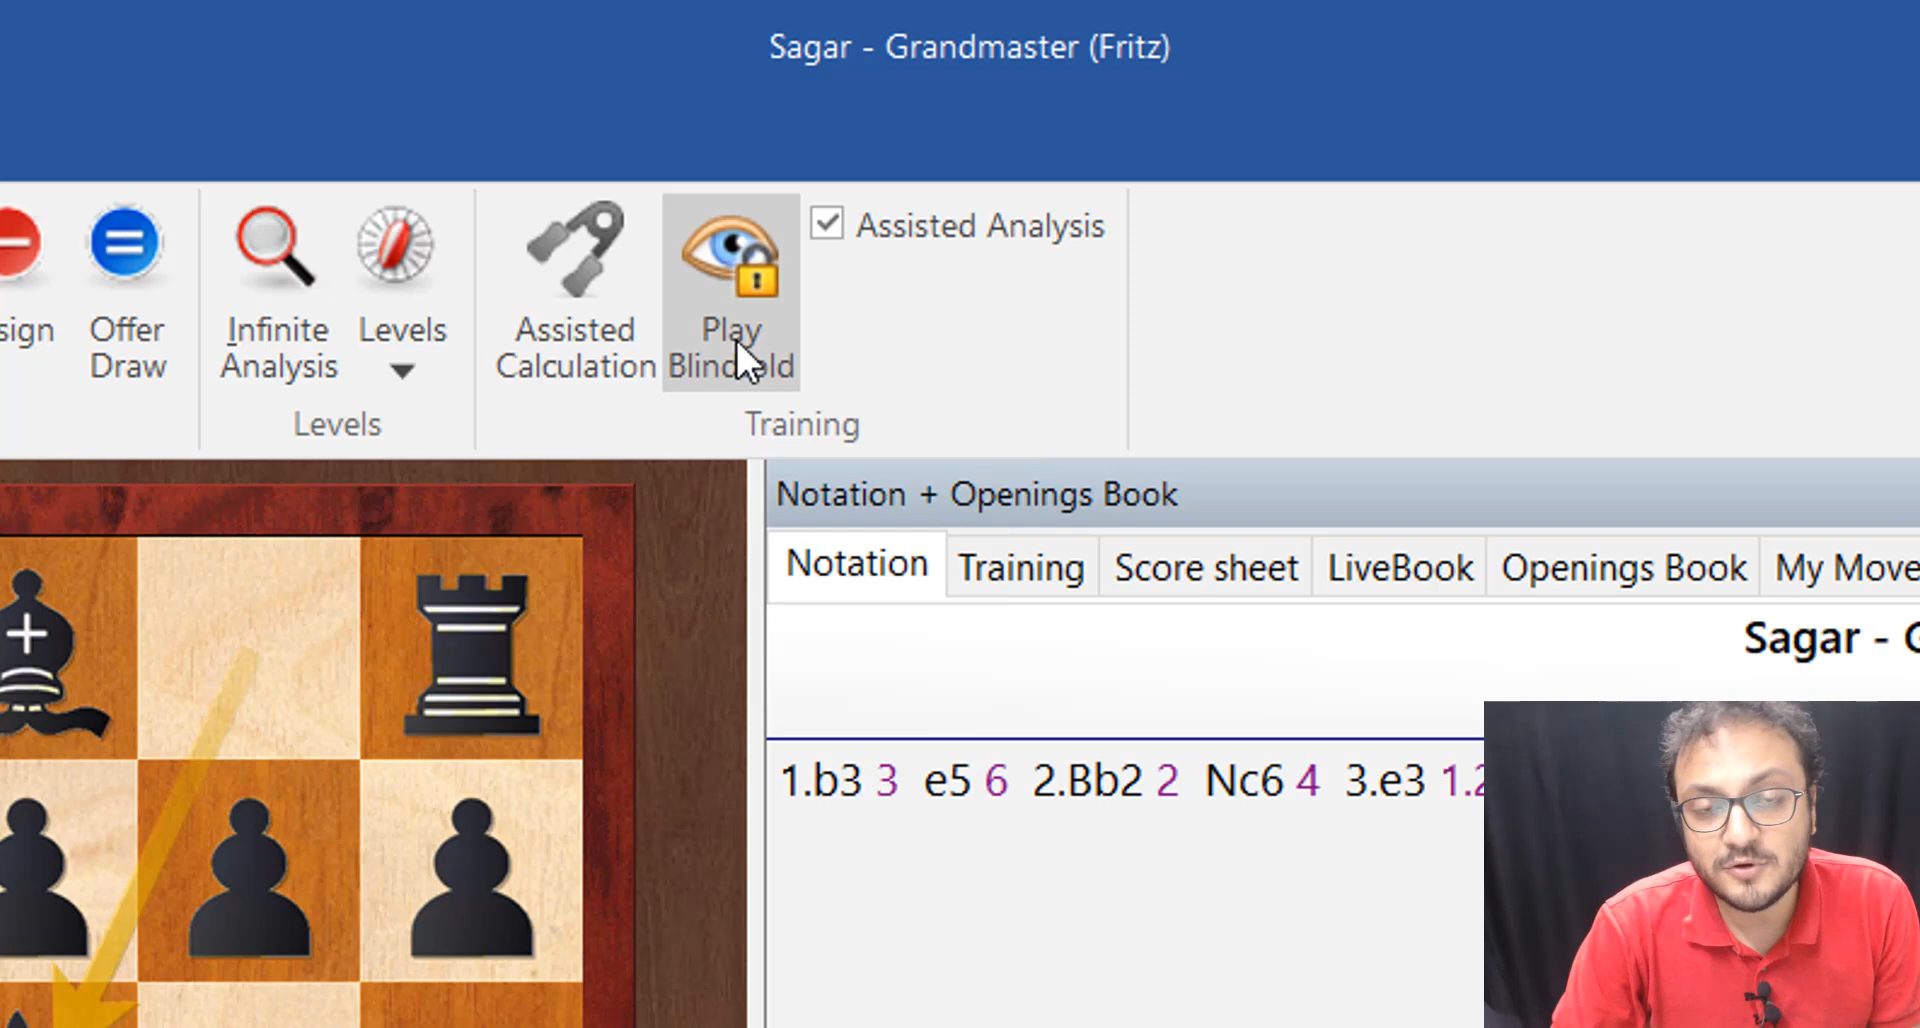 Sagar - Grandmaster (Fritz)
Offer
Draw
Infinite
Analysis
Levels
Levels
Assisted
Calculation
Play
Assisted Analysis
Training
Notation + Openings Book
Notation
Training
Score sheet
LiveBook
Openings Book
My Move
Sagar - G
1.b3 3 e5 6 2.Bb2 2 Nc6 4 3.e3